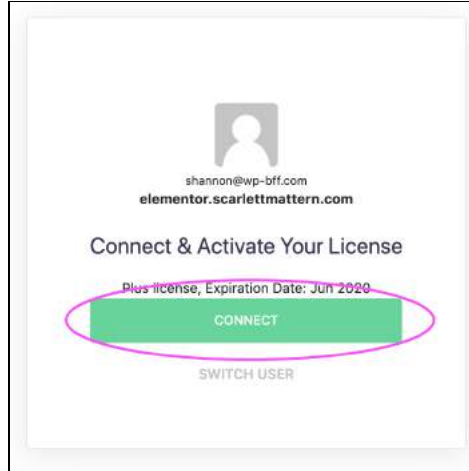 shannon@wp-bff.com
elementor.scarlettmattern.com
Connect & Activate Your License
Plus license, Expiration Date: Jun 2020
CONNECT
SWITCH USER